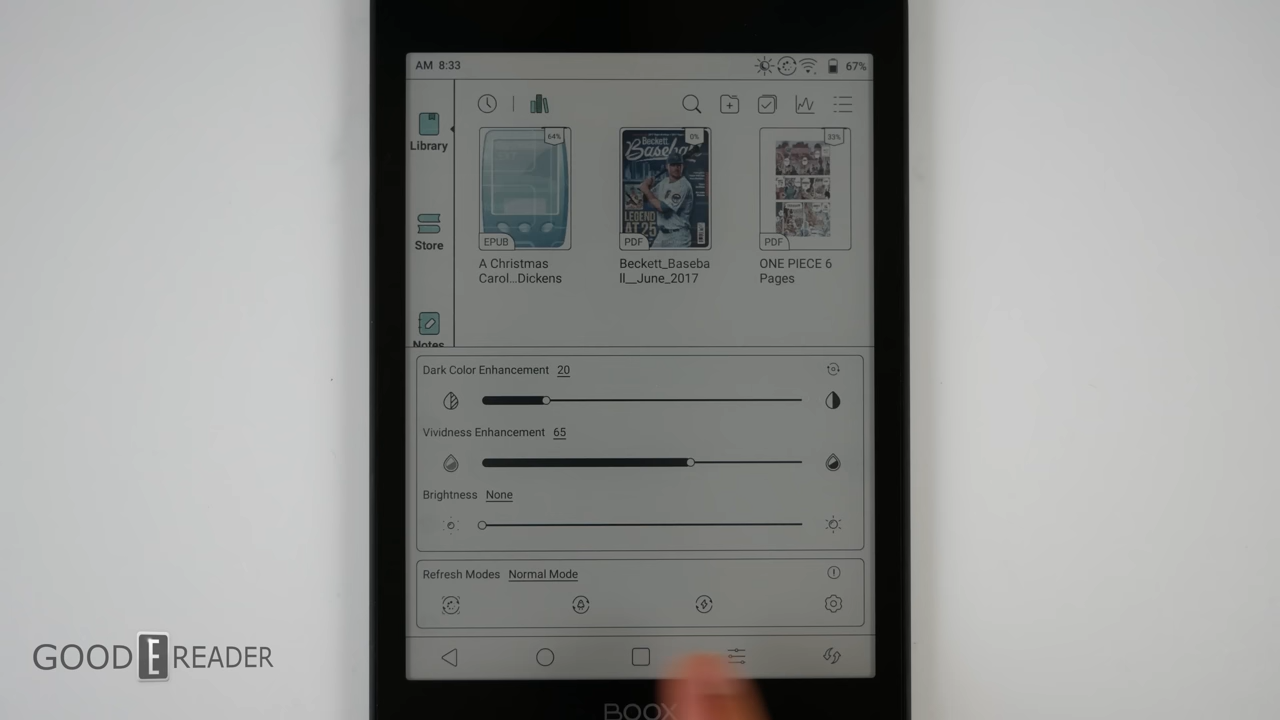 AM 8:33
67%
Library
Store
Notes
64%
EPUB
A Christmas
Carol...Dickens
0%
Beckett
Baseball
LEGEND
AT 25
PDF
Beckett_Baseba
ll__June_2017
33%
PDF
ONE PIECE 6
Pages
Dark Color Enhancement 20
Vividness Enhancement 65
Brightness None
Refresh Modes Normal Mode
BOOX
GOOD E READER